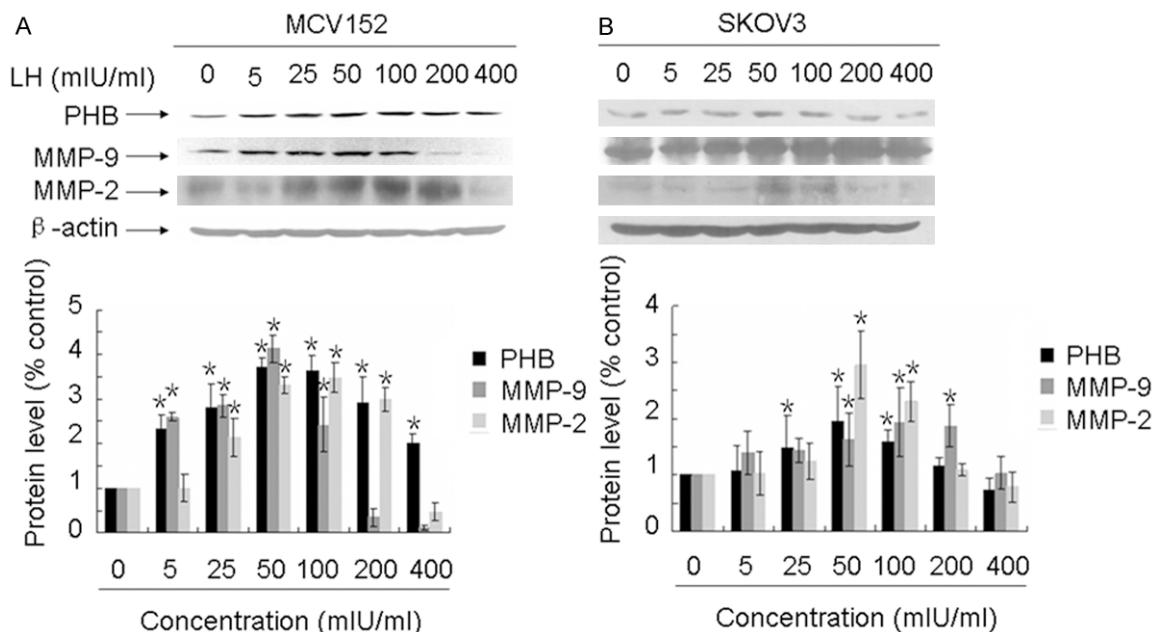 A
MCV152
LH (mIU/ml)
0 5 25 50 100 200 400
PHB
MMP-9
MMP-2
β-actin
Protein level (% control)
5
4
3
2
1
0
* * * * * * * * * * * * * *
PHB
MMP-9
MMP-2
0 5 25 50 100 200 400
Concentration (mIU/ml)
B
SKOV3
0 5 25 50 100 200 400
Protein level (% control)
4
3
2
1
0
* * * * * * * *
PHB
MMP-9
MMP-2
0 5 25 50 100 200 400
Concentration (mIU/ml)